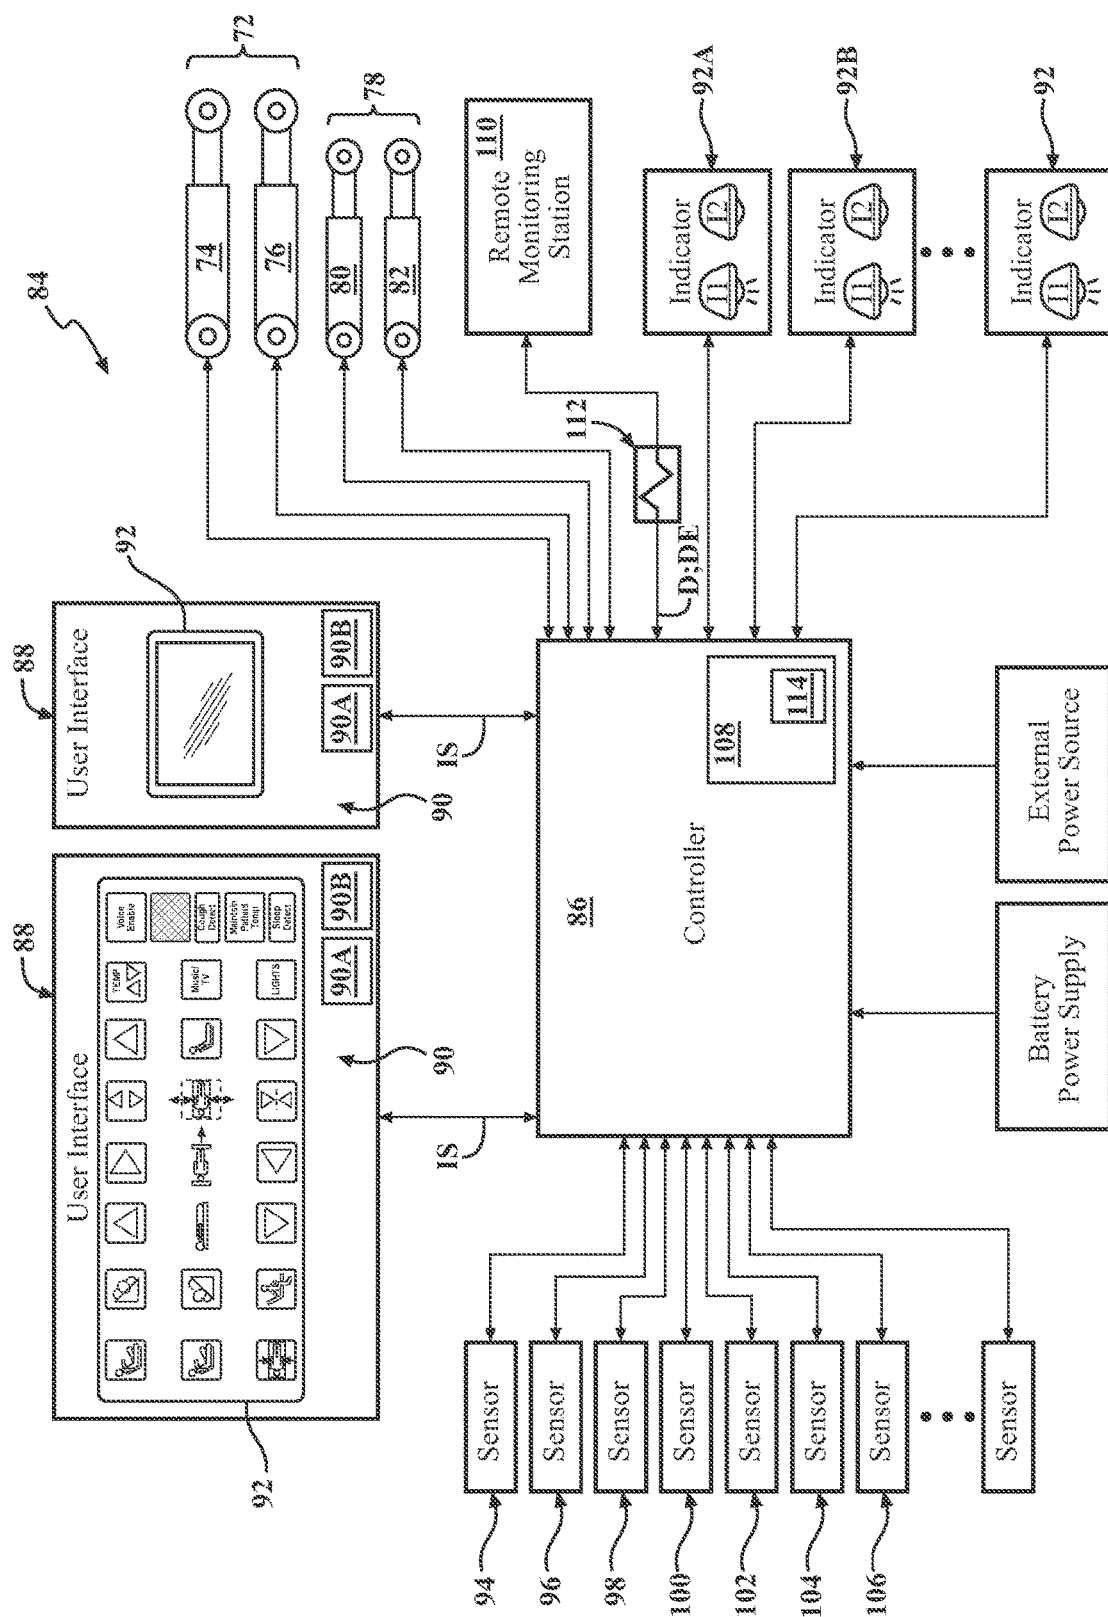 84
88
User Interface
Voice
Enable
Cough
Detect
Maintain
Patient
Temp
Sleep
Detect
TEMP
Music/
TV
LIGHTS
92
90
90A
90B
IS
88
User Interface
92
90
90A
90B
IS
72
74
76
78
80
82
112
D;DE
Remote 110
Monitoring
Station
92A
Indicator
I1
I2
92B
Indicator
I1
I2
92
Indicator
I1
I2
86
Controller
108
114
94
Sensor
96
Sensor
98
Sensor
100
Sensor
102
Sensor
104
Sensor
106
Sensor
Sensor
Battery
Power Supply
External
Power Source